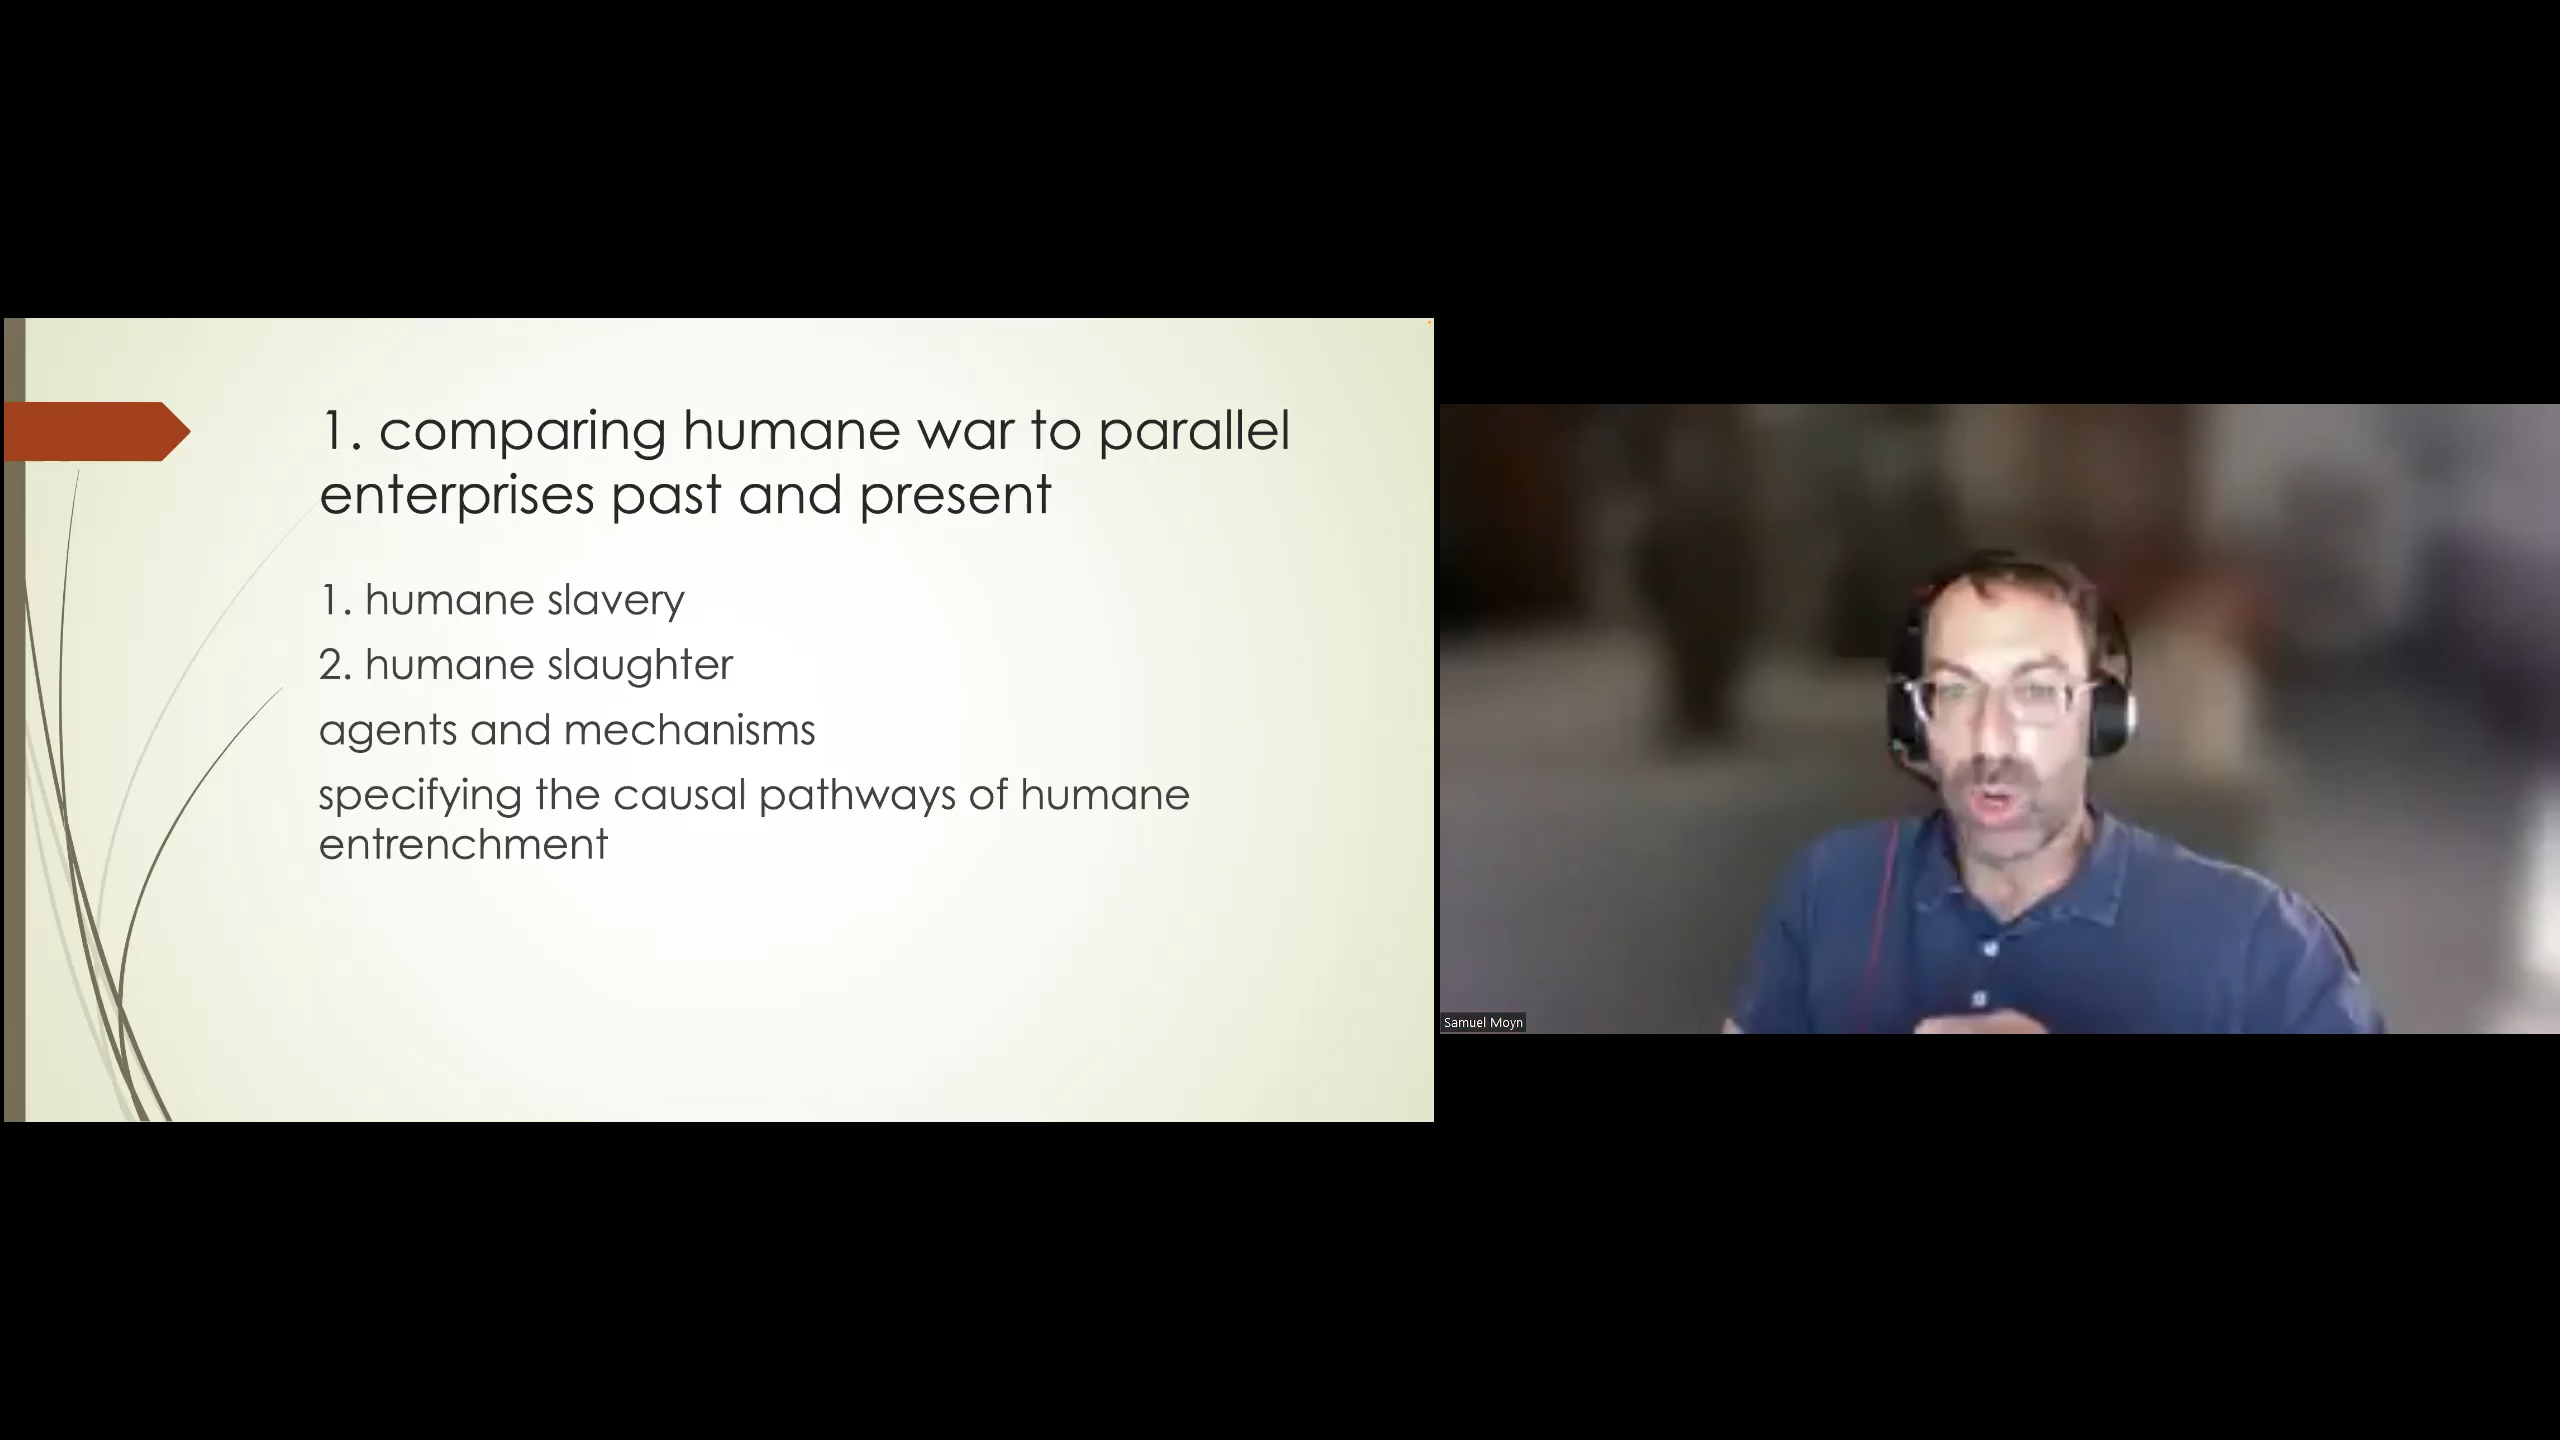 1. comparing humane war to parallel
enterprises past and present
1. humane slavery
2. humane slaughter
agents and mechanisms
specifying the causal pathways of humane
entrenchment
Samuel Moyn